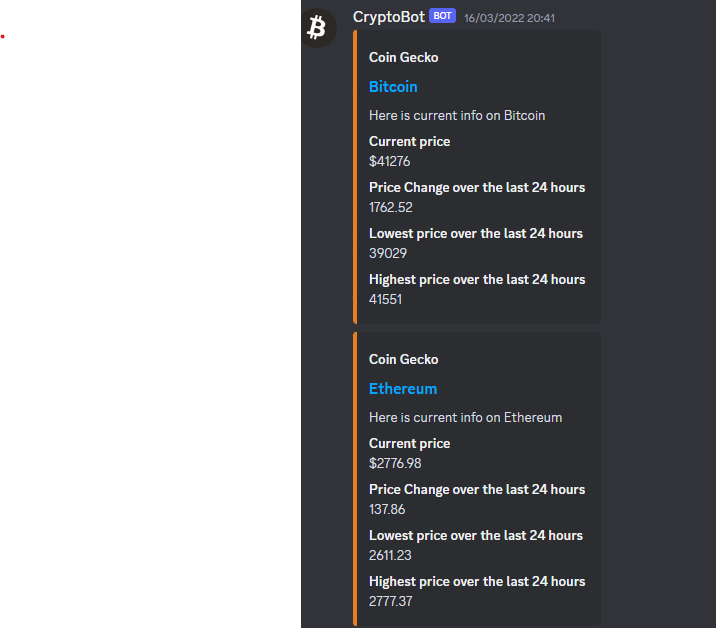 CryptoBot BOT 16/03/2022 20:41
Coin Gecko
Bitcoin
Here is current info on Bitcoin
Current price
$41276
Price Change over the last 24 hours
1762.52
Lowest price over the last 24 hours
39029
Highest price over the last 24 hours
41551
Coin Gecko
Ethereum
Here is current info on Ethereum
Current price
$2776.98
Price Change over the last 24 hours
137.86
Lowest price over the last 24 hours
2611.23
Highest price over the last 24 hours
2777.37